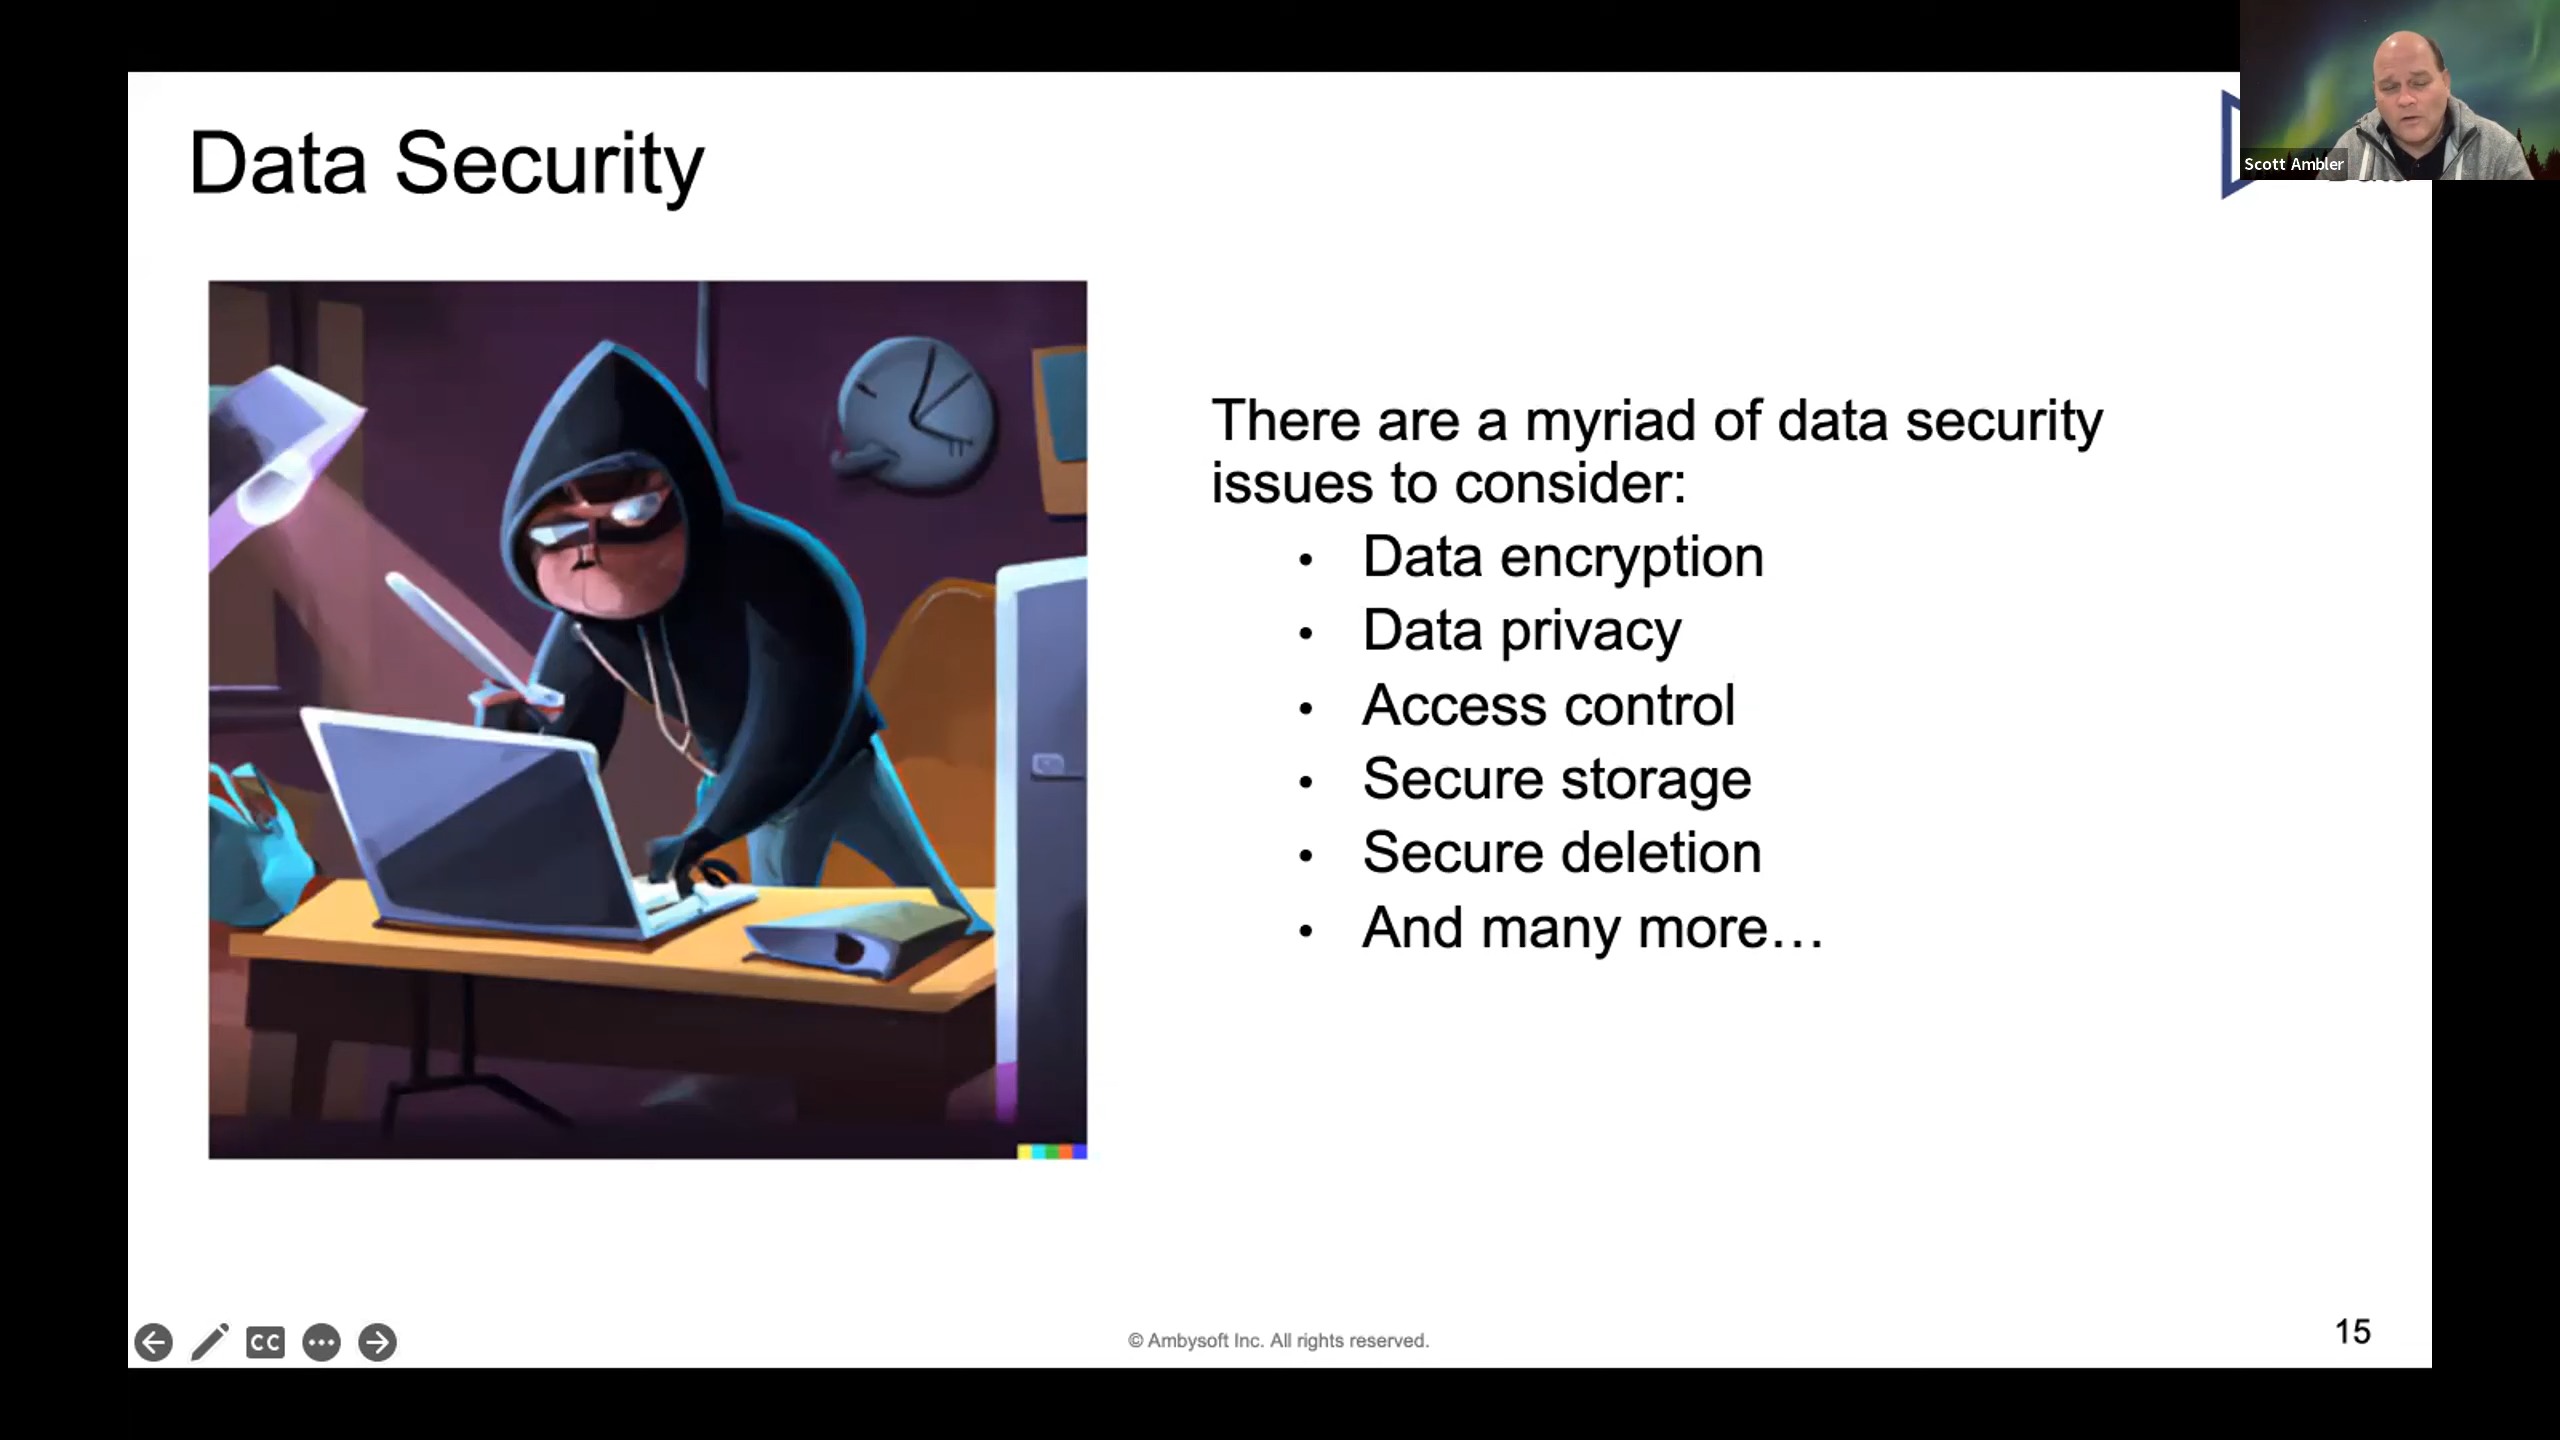 Data Security
Scott Ambler
There are a myriad of data security
issues to consider:
• Data encryption
• Data privacy
• Access control
• Secure storage
• Secure deletion
• And many more…
CC
© Ambysoft Inc. All rights reserved.
15